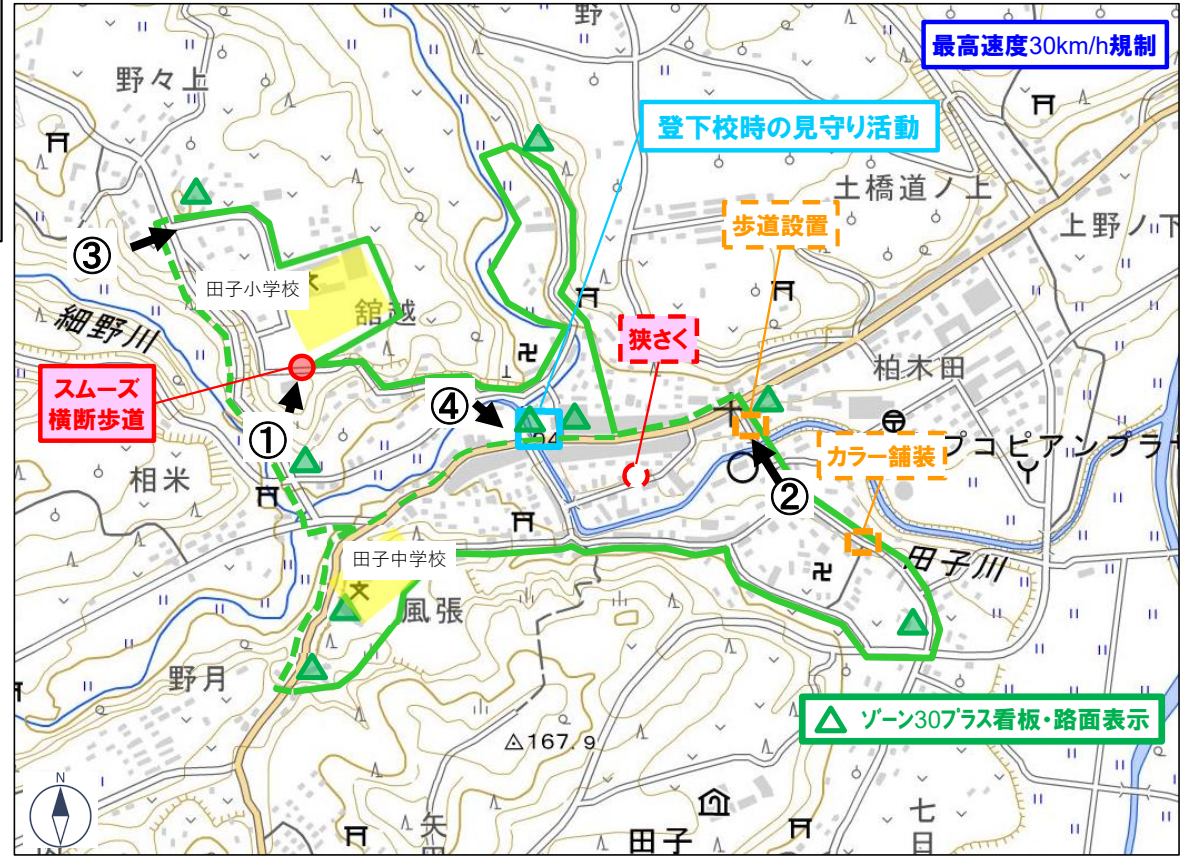 野
最高速度30km/h規制
野々上
登下校時の見守り活動
土橋道ノ上
歩道設置
上野ノ下
③
田子小学校
舘越
細野川
狭さく
柏木田
スムーズ
横断歩道
④
①
カラー舗装
プコピアンプラザ
相米
②
田子中学校
田子川
風張
野月
ゾーン30プラス看板・路面表示
167.9
N
七
日
田子
矢